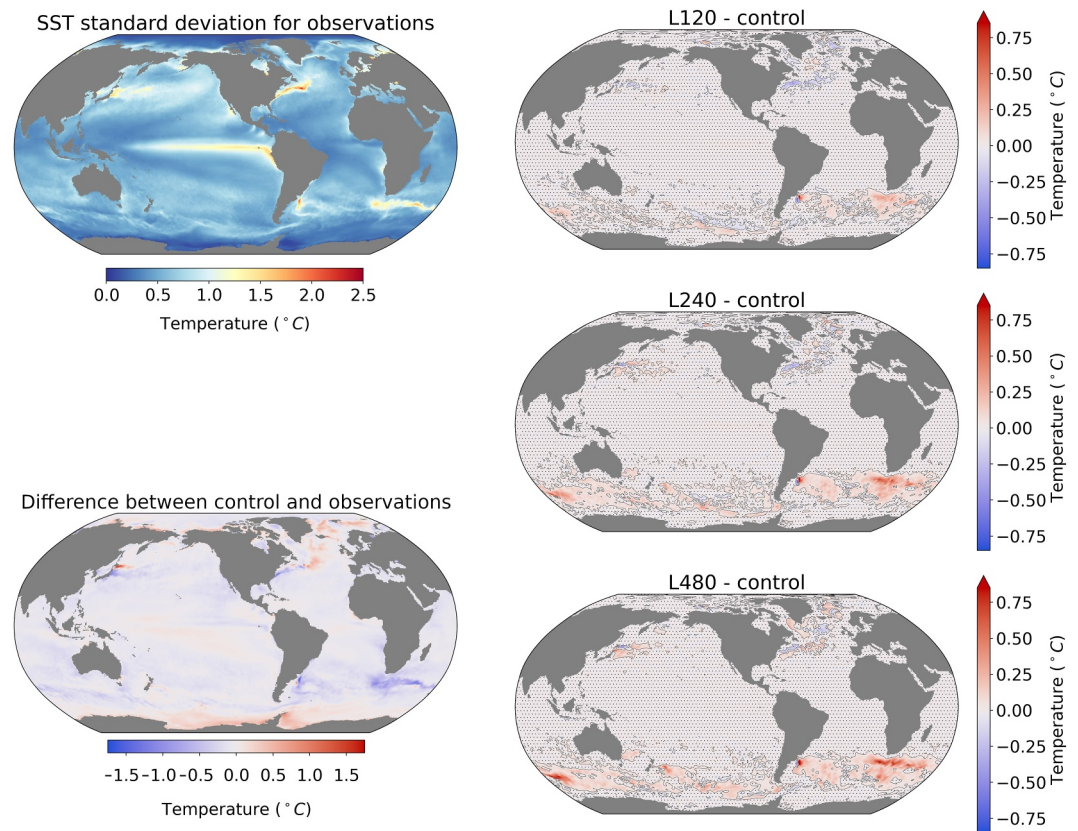 SST standard deviation for observations
0.0 0.5 1.0 1.5 2.0 2.5
Temperature (°C)
Difference between control and observations
−1.5−1.0−0.5 0.0 0.5 1.0 1.5
Temperature (°C)
L120 - control
0.75
0.50
0.25
0.00
−0.25
−0.50
−0.75
Temperature (°C)
L240 - control
0.75
0.50
0.25
0.00
−0.25
−0.50
−0.75
Temperature (°C)
L480 - control
0.75
0.50
0.25
0.00
−0.25
−0.50
−0.75
Temperature (°C)